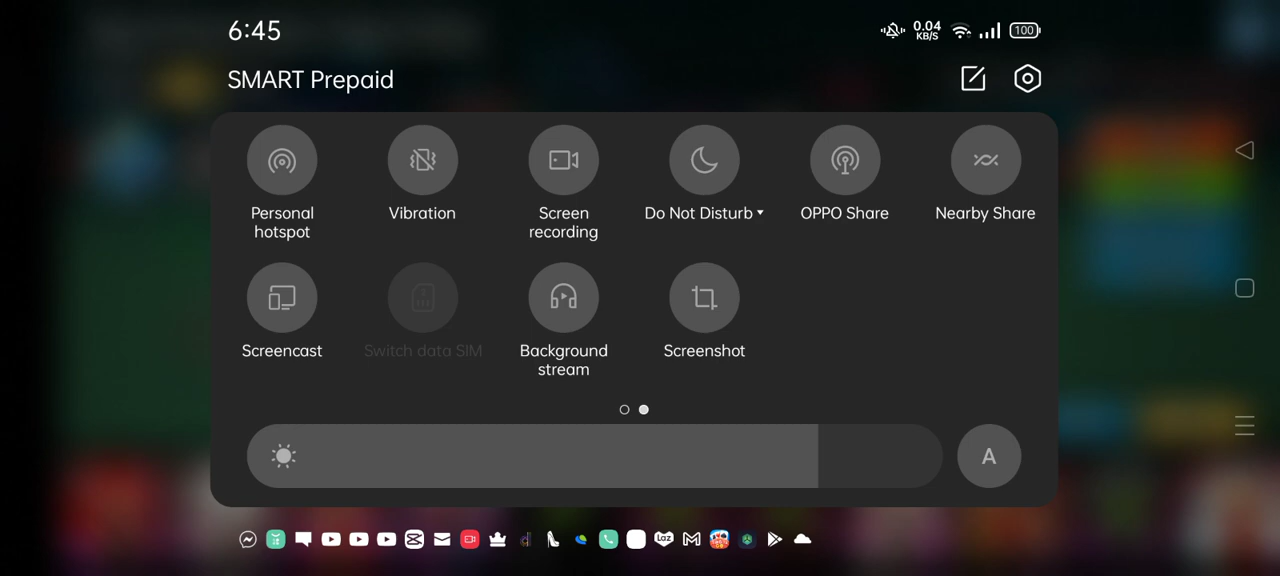 6:45
0.04
KB/S
100
SMART Prepaid
Personal
hotspot
Vibration
Screen
recording
Do Not Disturb
OPPO Share
Nearby Share
Screencast
Switch data SIM
Background
stream
Screenshot
A
Laz